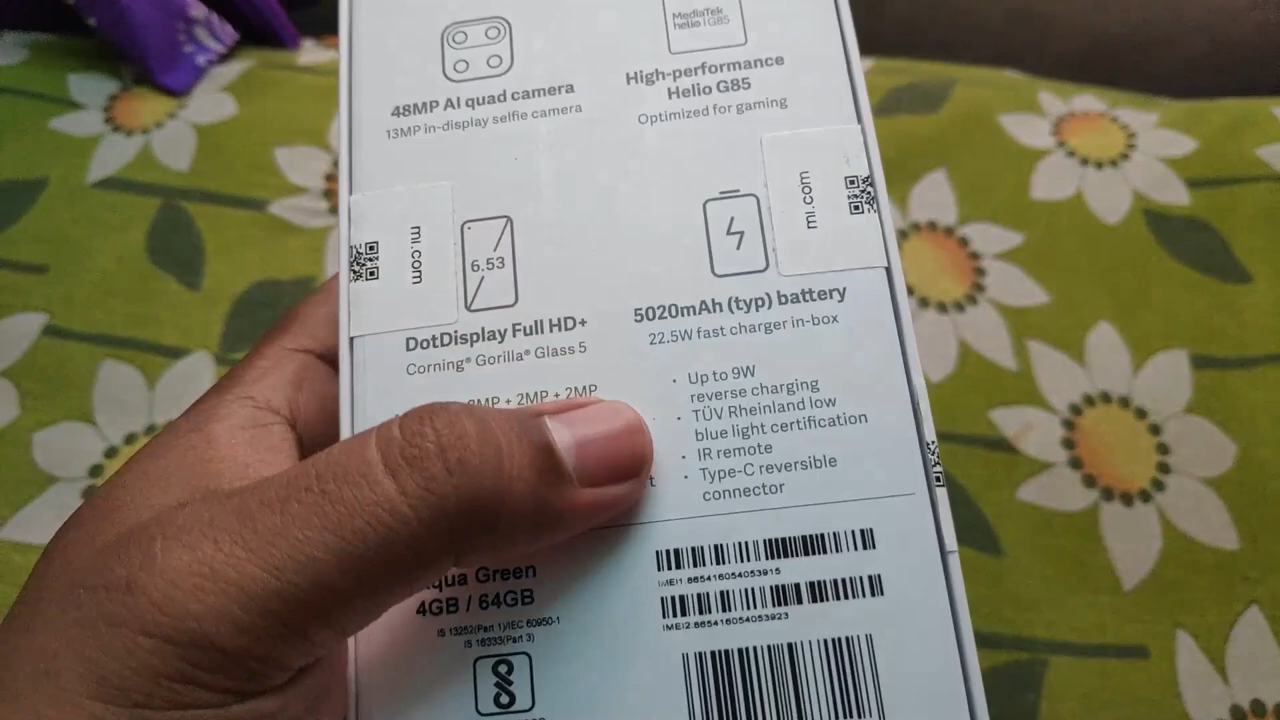 MediaTek
helio | G85
48MP AI quad camera
13MP in-display selfie camera
High-performance
Helio G85
Optimized for gaming
mi.com
mi.com
6.53
DotDisplay Full HD+
Corning® Gorilla® Glass 5
5020mAh (typ) battery
22.5W fast charger in-box
+ 2MP + 2MP
· Up to 9W
reverse charging
· TÜV Rheinland low
blue light certification
· IR remote
· Type-C reversible
connector
Green
4GB / 64GB
IS 13252(Part 1)/IEC 60950-1
IS 16333(Part 3)
IMEI1:865416054053915
IMEI2:865416054053923